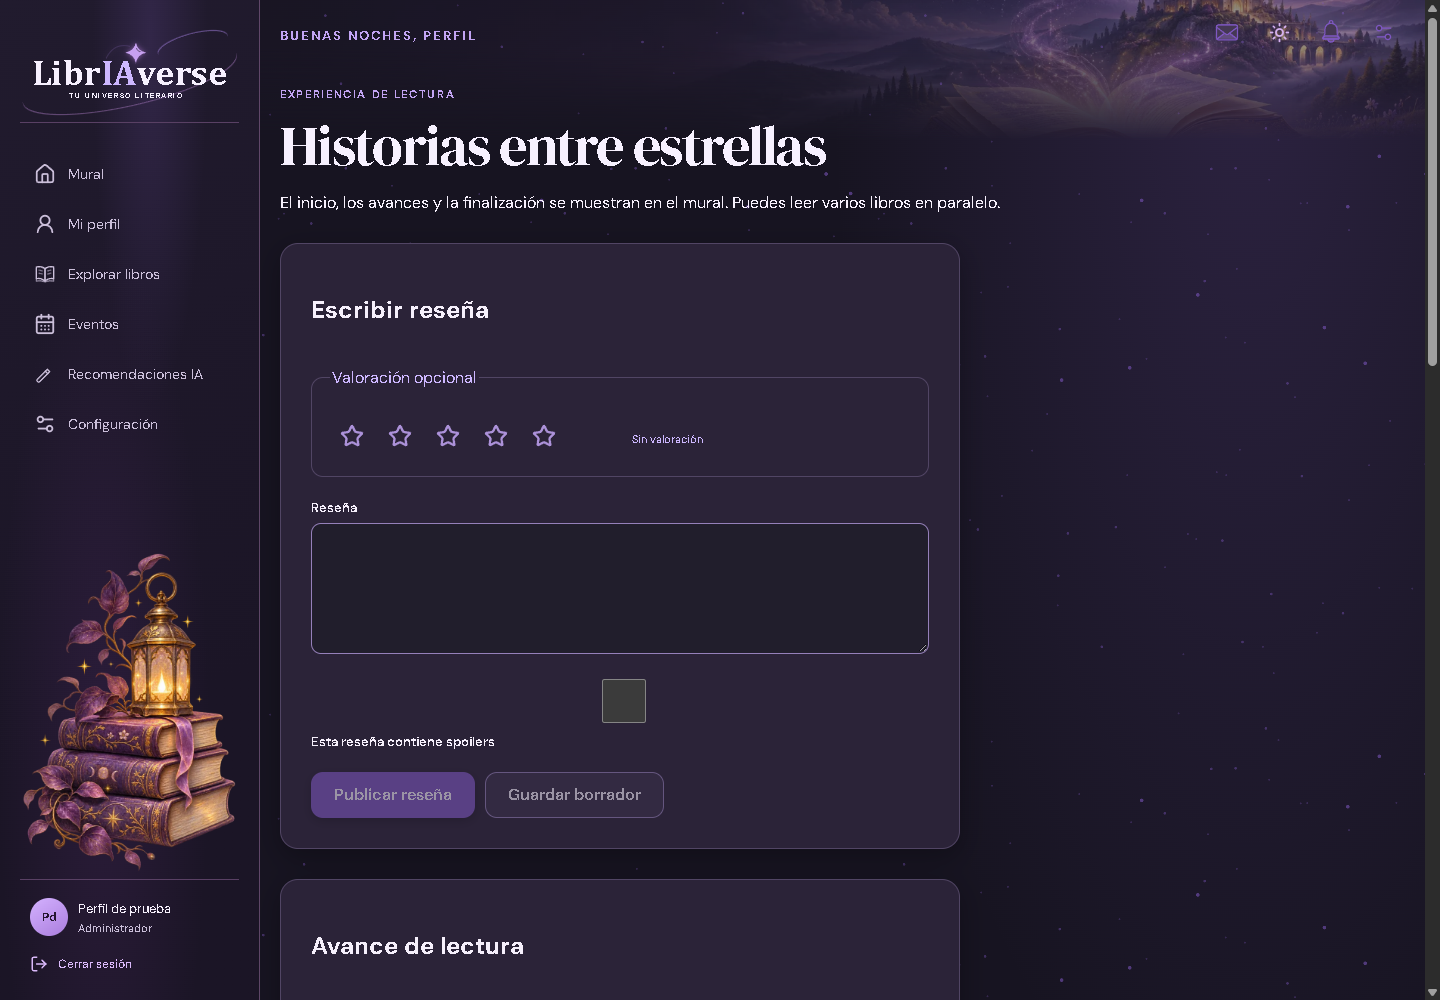 LibrIAverse
TU UNIVERSO LITERARIO
Mural
Mi perfil
Explorar libros
Eventos
Recomendaciones IA
Configuración
Pd
Perfil de prueba
Administrador
Cerrar sesión
BUENAS NOCHES, PERFIL
EXPERIENCIA DE LECTURA
Historias entre estrellas
El inicio, los avances y la finalización se muestran en el mural. Puedes leer varios libros en paralelo.
Escribir reseña
Valoración opcional
Sin valoración
Reseña
Esta reseña contiene spoilers
Publicar reseña
Guardar borrador
Avance de lectura